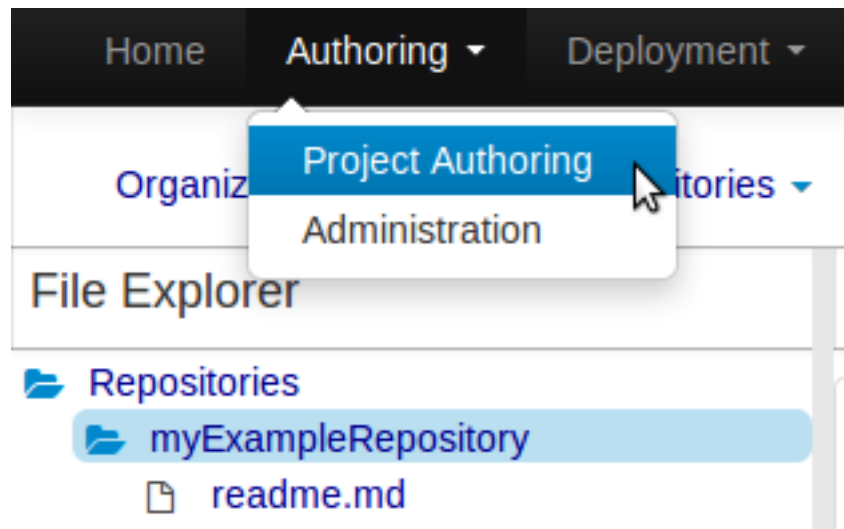 Home Authoring Deployment
Project Authoring
Administration
File Explorer
Repositories
myExampleRepository
readme.md